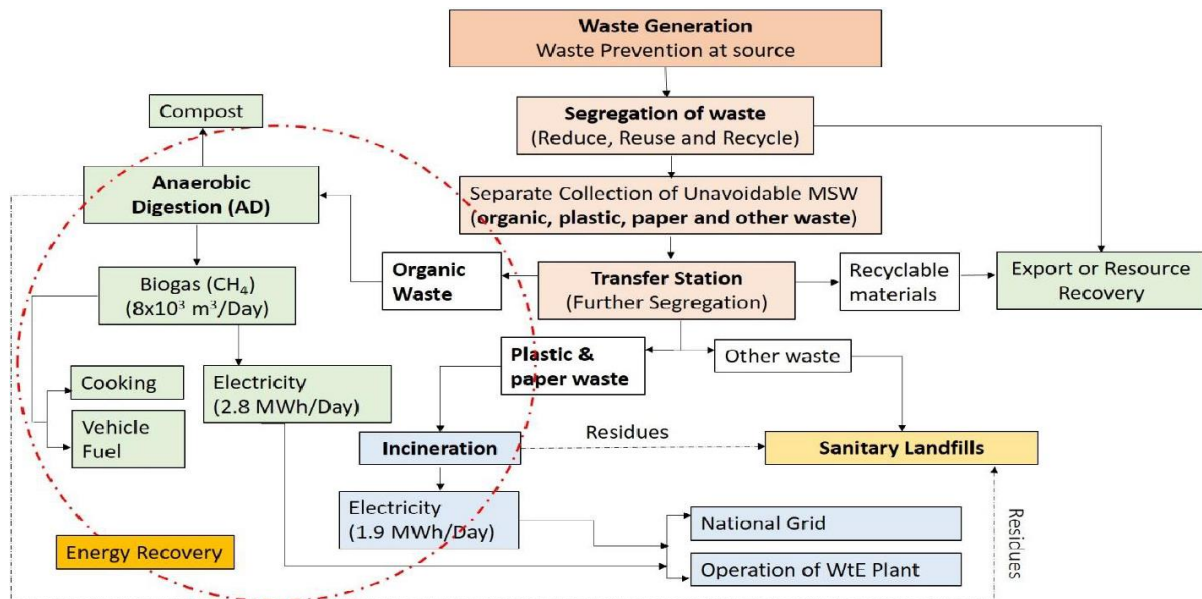 Waste Generation
Waste Prevention at source
Compost
Segregation of waste
(Reduce, Reuse and Recycle)
Anaerobic
Digestion (AD)
Separate Collection of Unavoidable MSW
(organic, plastic, paper and other waste)
Organic
Waste
Transfer Station
(Further Segregation)
Recyclable
materials
Export or Resource
Recovery
Biogas (CH₄)
(8x10³ m³/Day)
Plastic &
paper waste
Other waste
Cooking
Electricity
(2.8 MWh/Day)
Vehicle
Fuel
Incineration
Residues
Sanitary Landfills
Electricity
(1.9 MWh/Day)
National Grid
Residues
Energy Recovery
Operation of WtE Plant